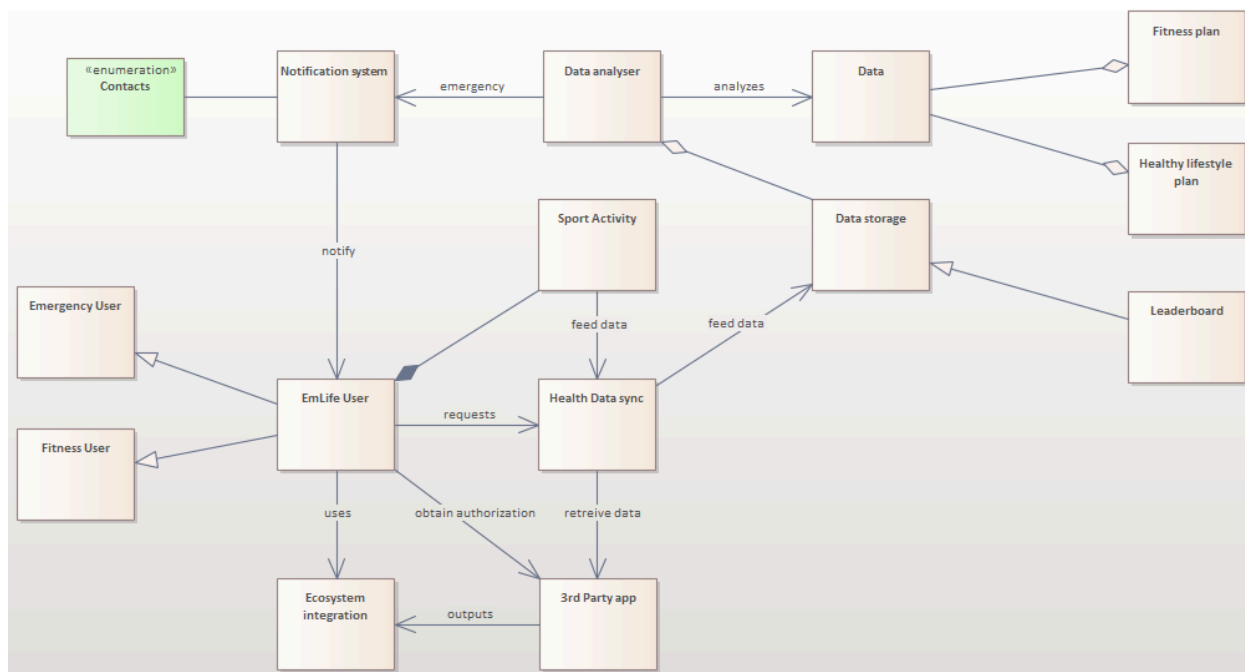 Fitness plan
«enumeration»
Contacts
Notification system
emergency
Data analyser
analyzes
Data
Healthy lifestyle
plan
Sport Activity
Data storage
notify
Emergency User
feed data
feed data
Leaderboard
EmLife User
requests
Health Data sync
Fitness User
uses
obtain authorization
retreive data
Ecosystem
integration
outputs
3rd Party app